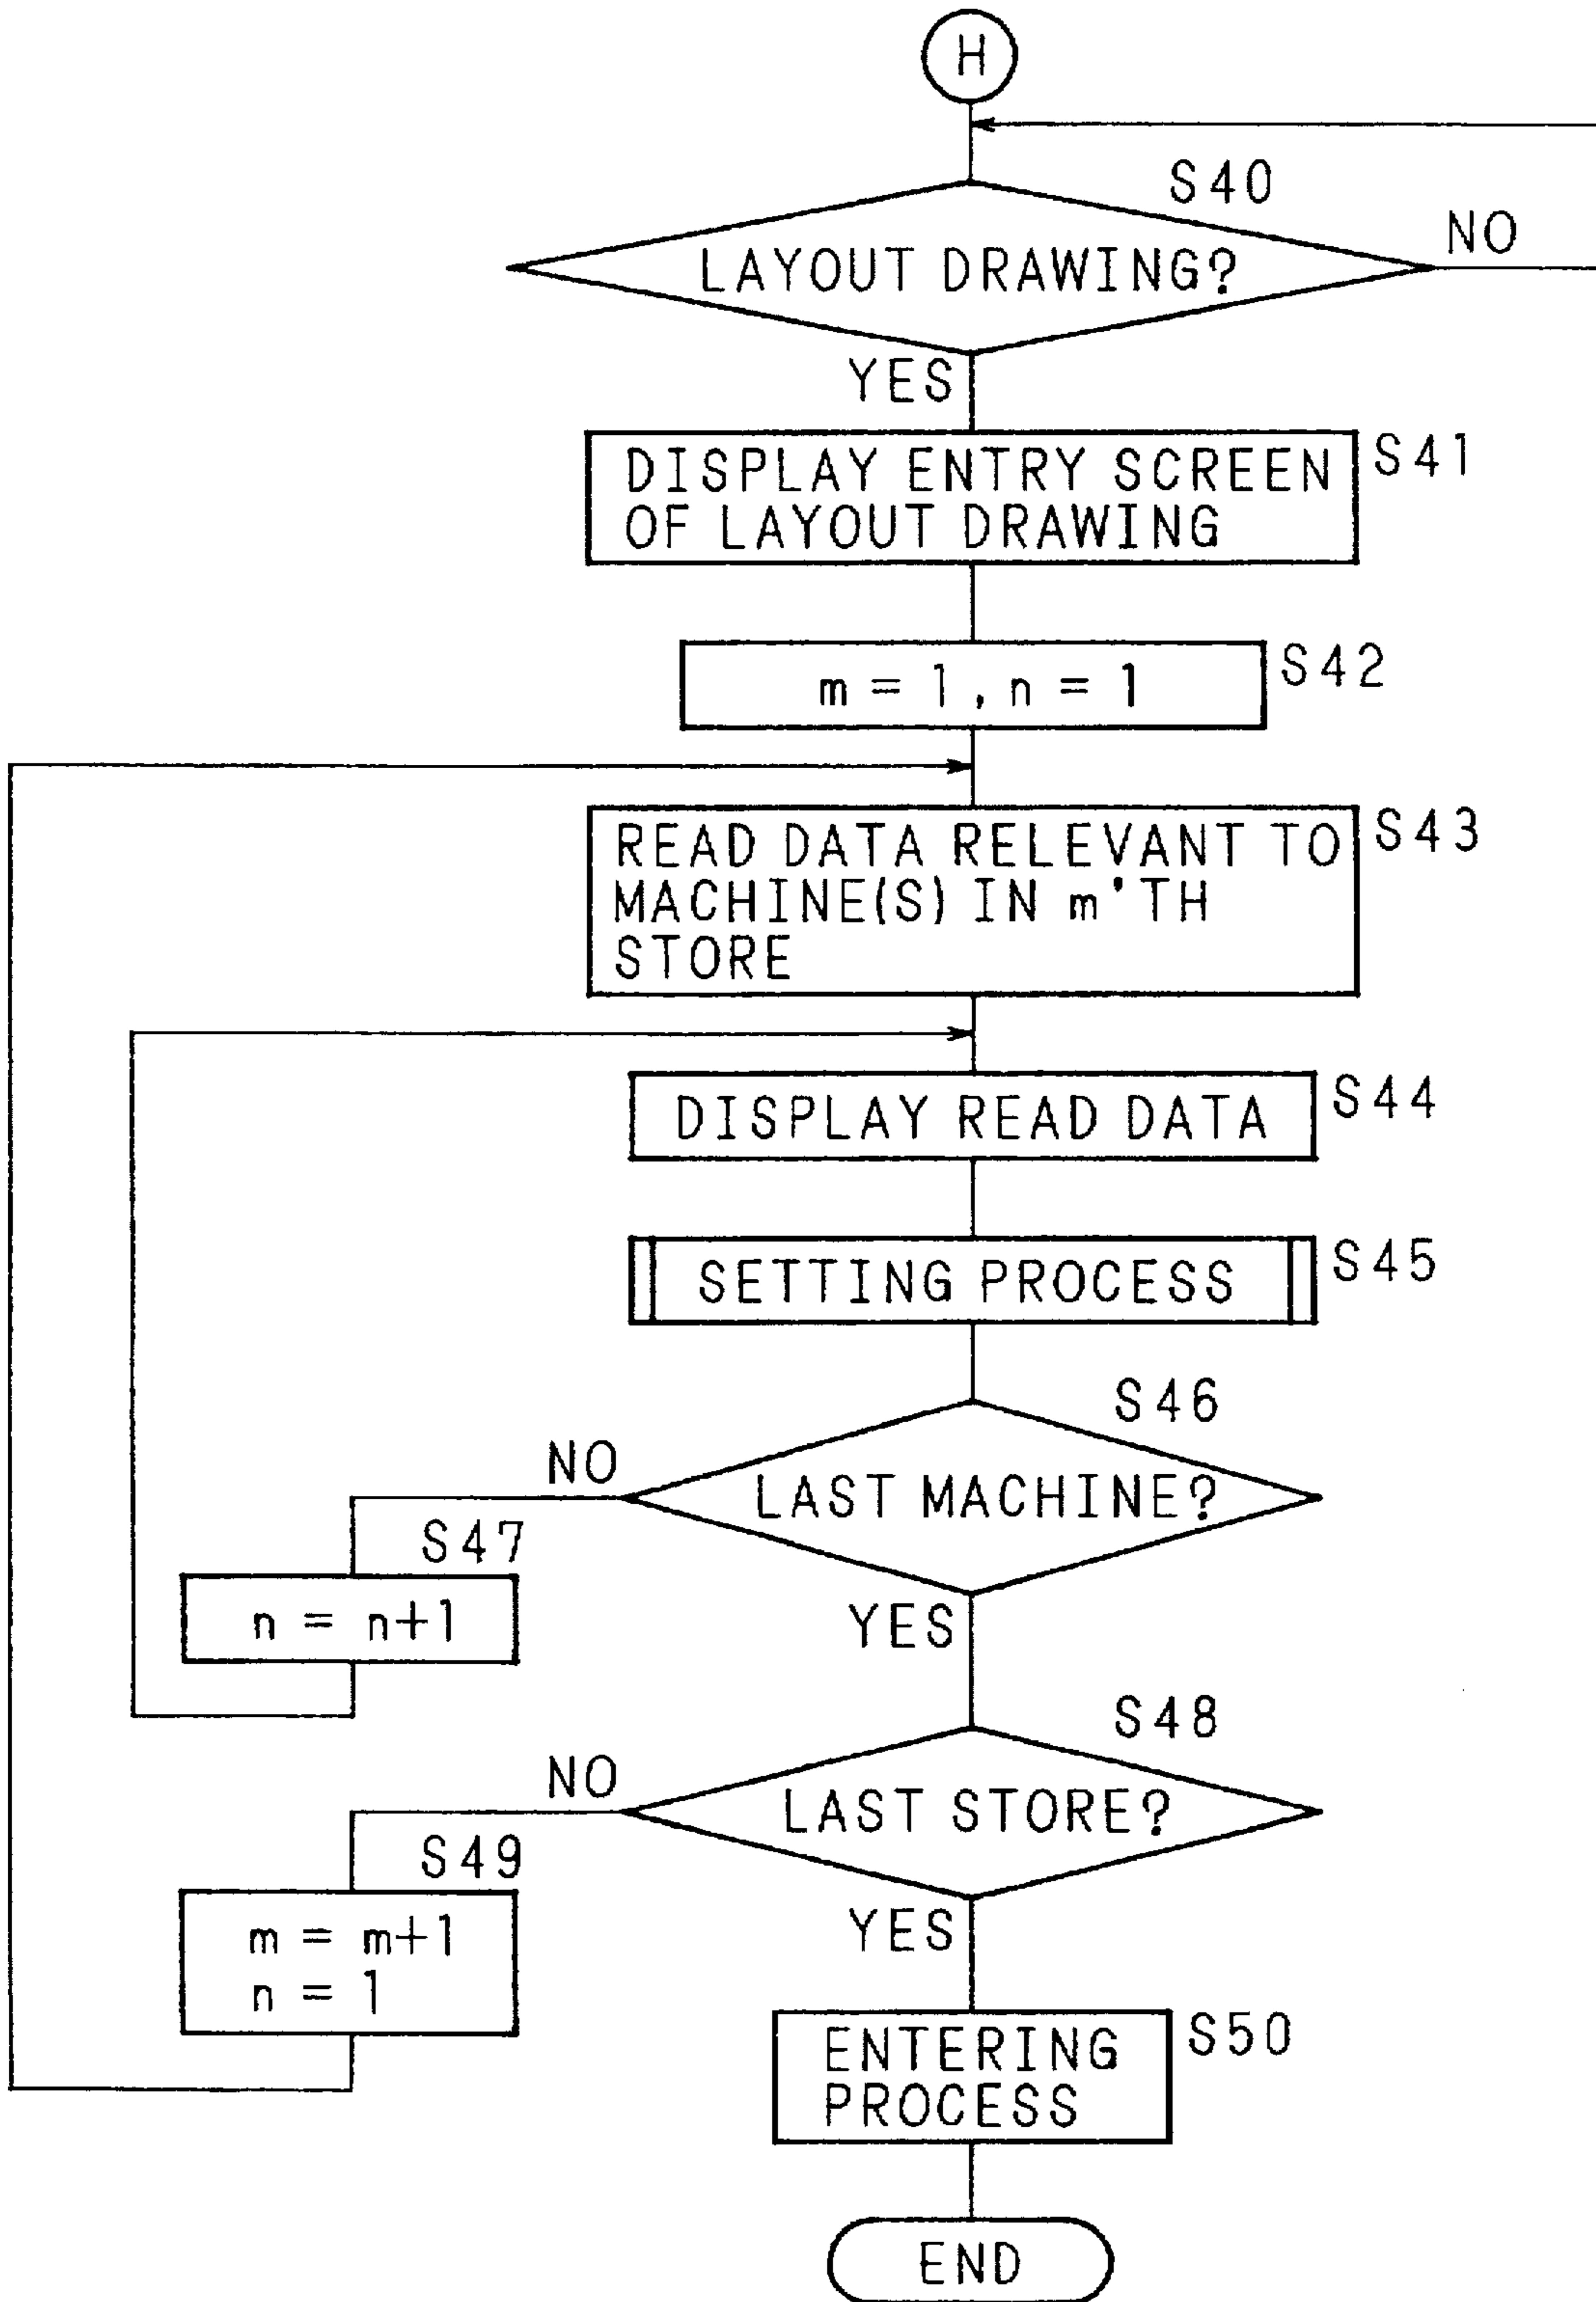 H
S40
LAYOUT DRAWING?
NO
YES
DISPLAY ENTRY SCREEN
OF LAYOUT DRAWING
S41
m = 1, n = 1
S42
READ DATA RELEVANT TO
MACHINE(S) IN m'TH
STORE
S43
DISPLAY READ DATA
S44
SETTING PROCESS
S45
S46
LAST MACHINE?
NO
S47
n = n+1
YES
S48
LAST STORE?
NO
S49
m = m+1
n = 1
YES
ENTERING
PROCESS
S50
END